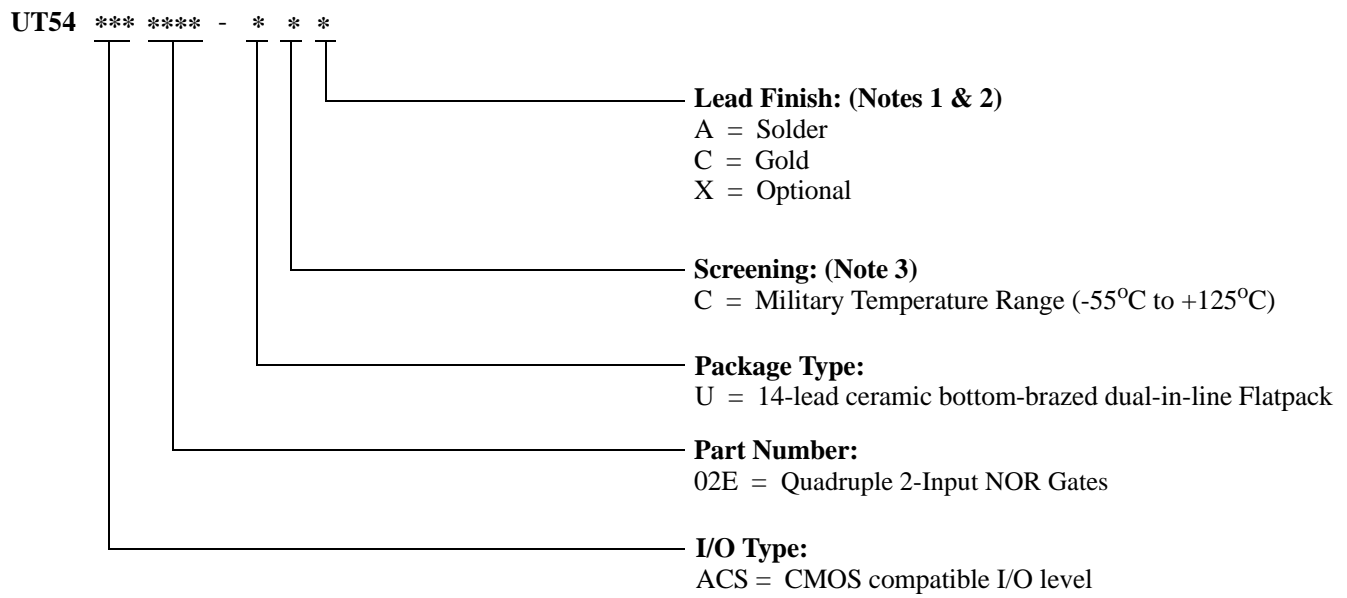 UT54 *** **** - * * *
Lead Finish: (Notes 1 & 2)
A = Solder
C = Gold
X = Optional
Screening: (Note 3)
C = Military Temperature Range (-55oC to +125oC)
Package Type:
U = 14-lead ceramic bottom-brazed dual-in-line Flatpack
Part Number:
02E = Quadruple 2-Input NOR Gates
I/O Type:
ACS = CMOS compatible I/O level